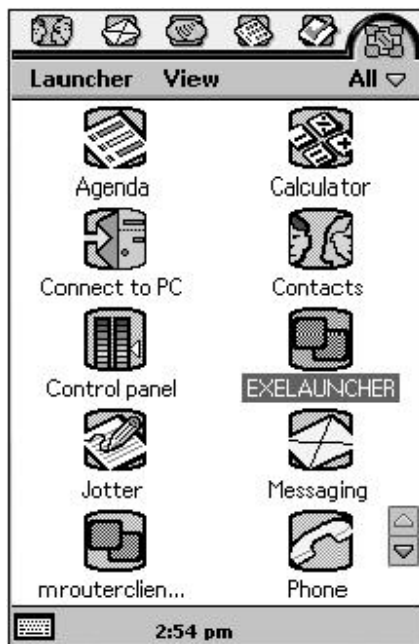 Launcher View All
Agenda Calculator
Connect to PC Contacts
Control panel EXELAUNCHER
Jotter Messaging
mrouterclien... Phone
2:54 pm